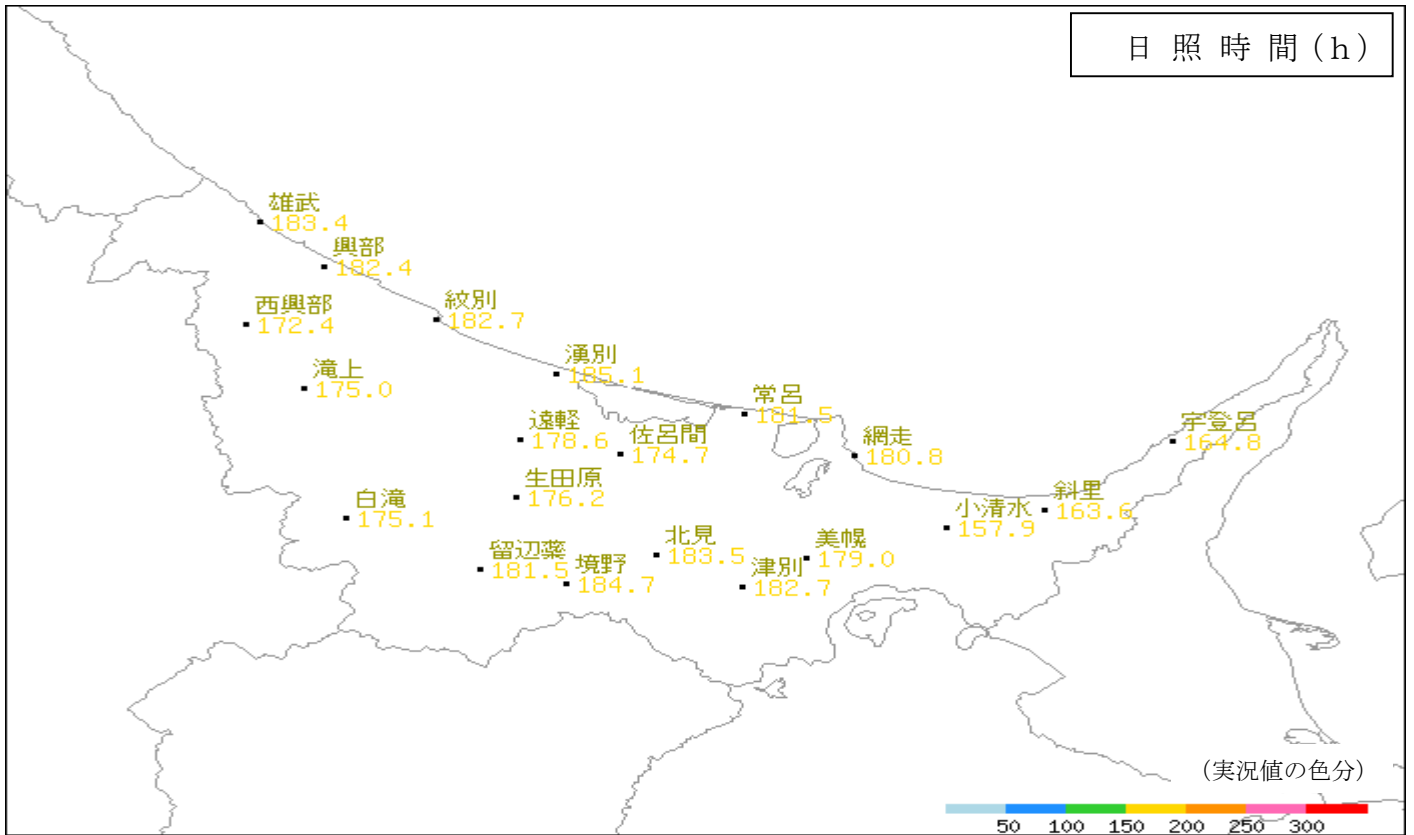 日 照 時 間 (ｈ)
雄武
183.4
興部
182.4
西興部
172.4
紋別
182.7
滝上
175.0
湧別
185.1
常呂
181.5
遠軽
178.6
佐呂間
174.7
網走
180.8
宇登呂
164.8
生田原
176.2
白滝
175.1
斜里
163.6
小清水
157.9
留辺蘂
181.5
境野
184.7
北見
183.5
津別
182.7
美幌
179.0
(実況値の色分)
50 100 150 200 250 300